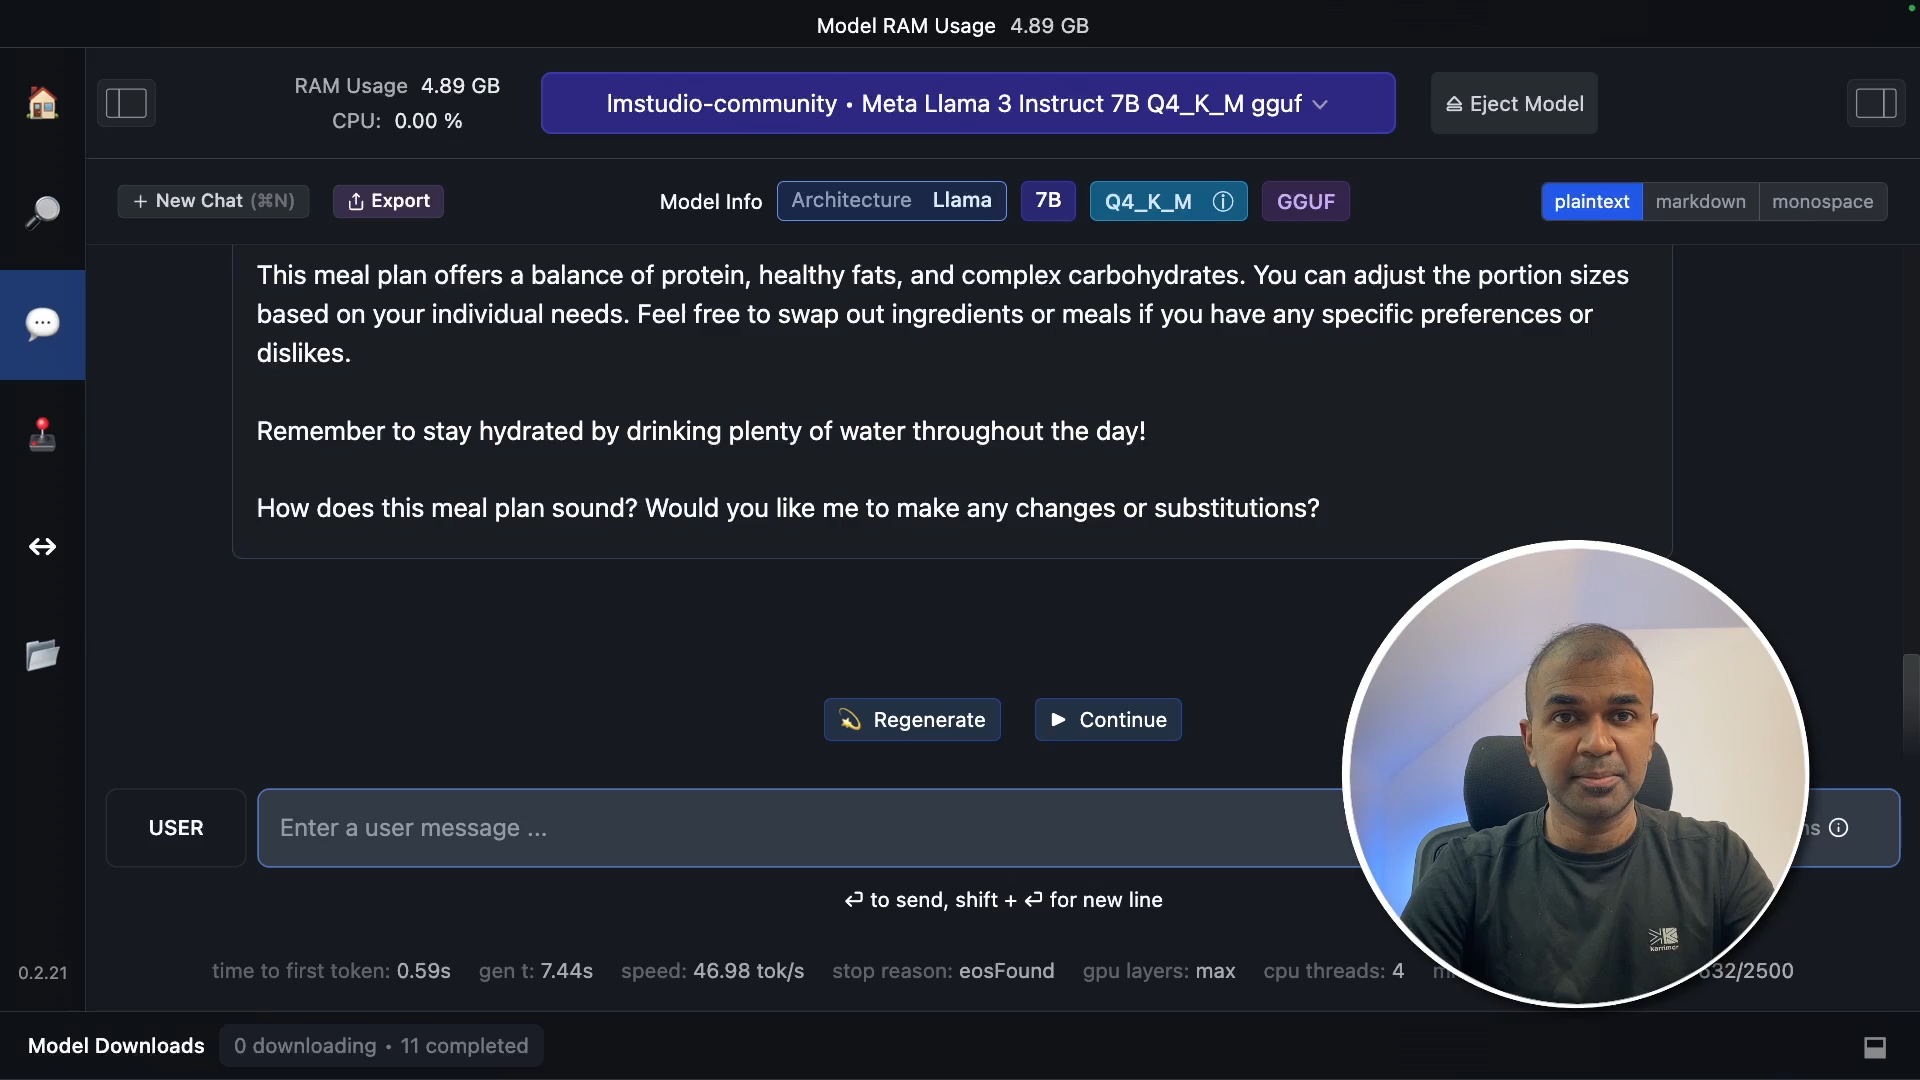 Model RAM Usage 4.89 GB
RAM Usage 4.89 GB
CPU: 0.00 %
lmstudio-community • Meta Llama 3 Instruct 7B Q4_K_M gguf
Eject Model
+ New Chat (⌘N)
Export
Model Info
Architecture Llama
7B
Q4_K_M
GGUF
plaintext
markdown
monospace
This meal plan offers a balance of protein, healthy fats, and complex carbohydrates. You can adjust the portion sizes
based on your individual needs. Feel free to swap out ingredients or meals if you have any specific preferences or
dislikes.
Remember to stay hydrated by drinking plenty of water throughout the day!
How does this meal plan sound? Would you like me to make any changes or substitutions?
Regenerate
Continue
USER
Enter a user message ...
↵ to send, shift + ↵ for new line
0.2.21
time to first token: 0.59s gen t: 7.44s speed: 46.98 tok/s stop reason: eosFound gpu layers: max cpu threads: 4 32/2500
Model Downloads
0 downloading • 11 completed